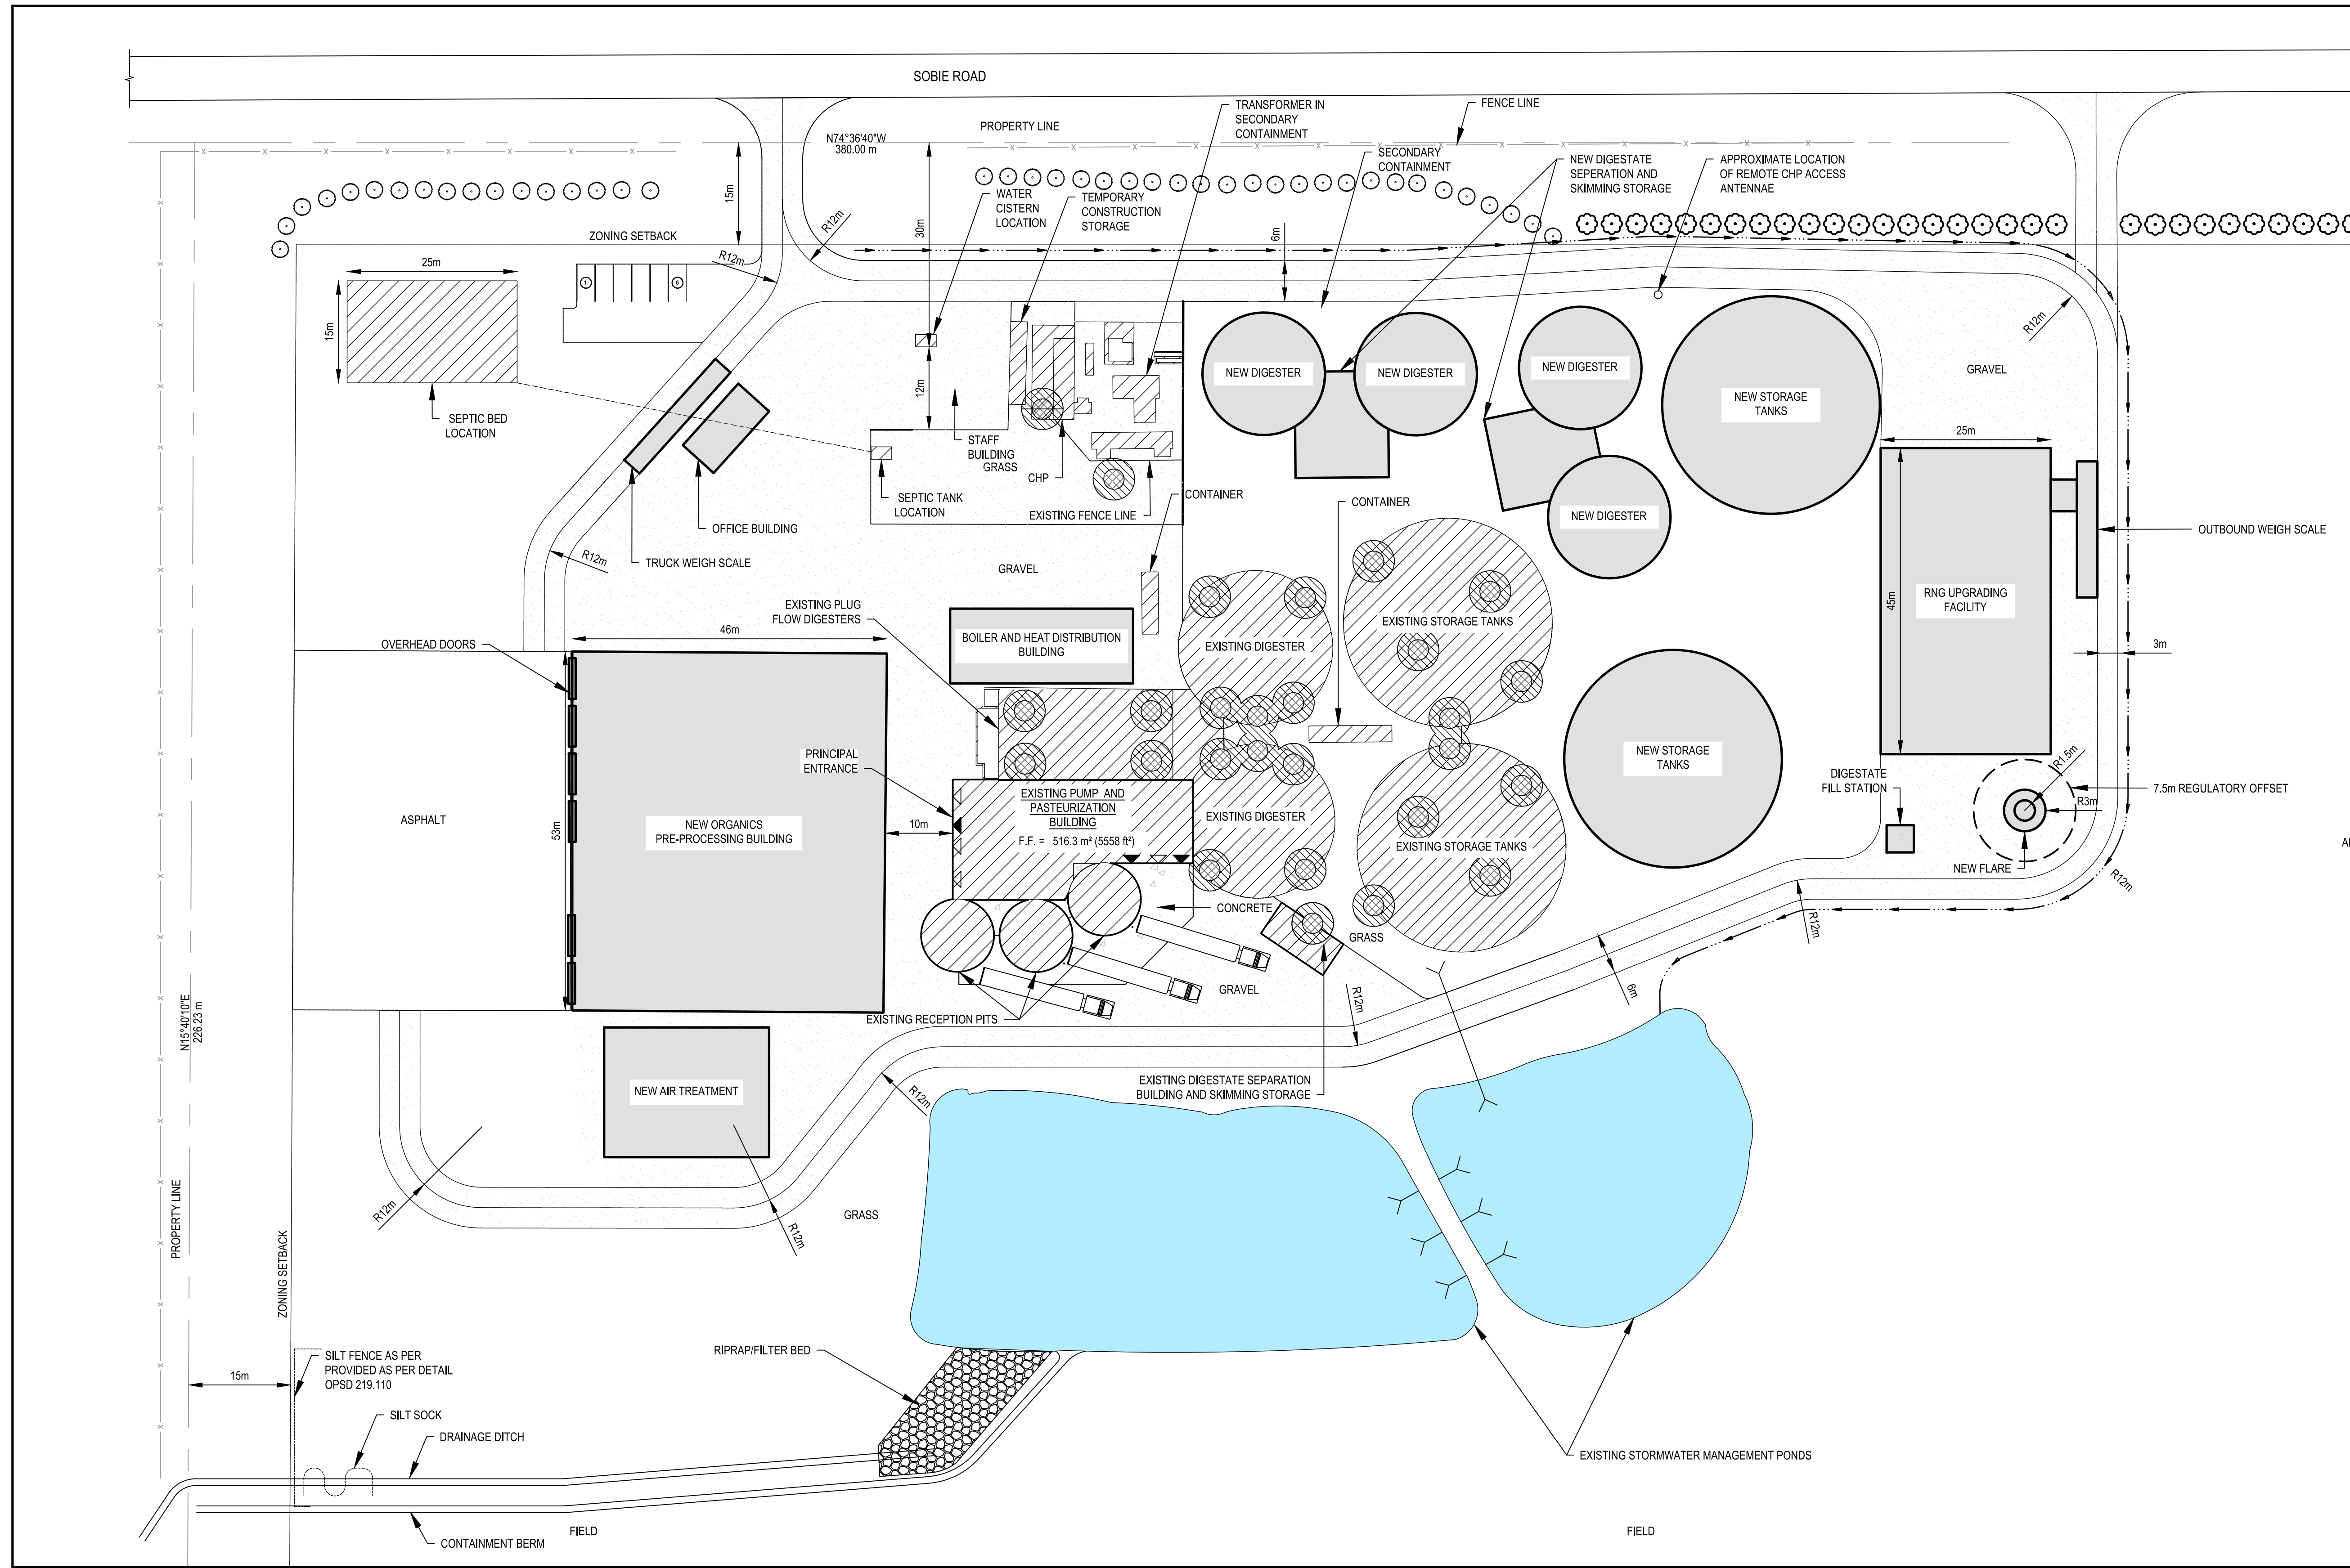 SOBIE ROAD
TRANSFORMER IN
SECONDARY
CONTAINMENT
FENCE LINE
PROPERTY LINE
N74°36'40"W
380.00 m
SECONDARY
CONTAINMENT
NEW DIGESTATE
SEPERATION AND
SKIMMING STORAGE
APPROXIMATE LOCATION
OF REMOTE CHP ACCESS
ANTENNAE
15m
WATER
CISTERN
LOCATION
TEMPORARY
CONSTRUCTION
STORAGE
30m
R12m
6m
ZONING SETBACK
R12m
25m
1
6
15m
R12m
12m
NEW DIGESTER
NEW DIGESTER
NEW DIGESTER
GRAVEL
NEW STORAGE
TANKS
SEPTIC BED
LOCATION
25m
STAFF
BUILDING
GRASS
CHP
SEPTIC TANK
LOCATION
EXISTING FENCE LINE
CONTAINER
CONTAINER
NEW DIGESTER
OFFICE BUILDING
OUTBOUND WEIGH SCALE
R12m
TRUCK WEIGH SCALE
GRAVEL
EXISTING PLUG
FLOW DIGESTERS
45m
RNG UPGRADING
FACILITY
46m
OVERHEAD DOORS
BOILER AND HEAT DISTRIBUTION
BUILDING
EXISTING DIGESTER
EXISTING STORAGE TANKS
3m
PRINCIPAL
ENTRANCE
NEW STORAGE
TANKS
R1.5m
DIGESTATE
FILL STATION
7.5m REGULATORY OFFSET
R3m
ASPHALT
53m
NEW ORGANICS
PRE-PROCESSING BUILDING
10m
EXISTING PUMP AND
PASTEURIZATION
BUILDING
F.F. = 516.3 m² (5558 ft²)
EXISTING DIGESTER
EXISTING STORAGE TANKS
NEW FLARE
R12m
CONCRETE
GRASS
R12m
GRAVEL
6m
R12m
EXISTING RECEPTION PITS
N15°40'10"E
226.23 m
NEW AIR TREATMENT
R12m
EXISTING DIGESTATE SEPARATION
BUILDING AND SKIMMING STORAGE
R12m
R12m
GRASS
PROPERTY LINE
ZONING SETBACK
SILT FENCE AS PER
PROVIDED AS PER DETAIL
OPSD 219.110
RIPRAP/FILTER BED
15m
SILT SOCK
DRAINAGE DITCH
EXISTING STORMWATER MANAGEMENT PONDS
CONTAINMENT BERM
FIELD
FIELD